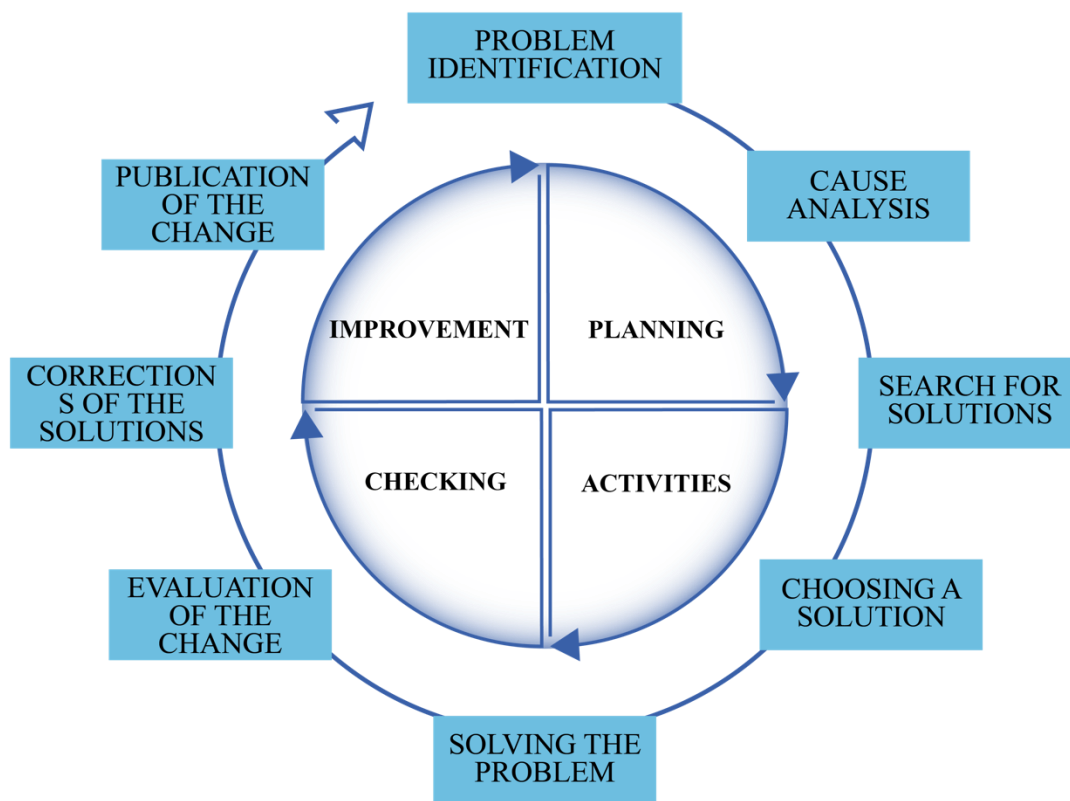 PROBLEM
IDENTIFICATION
CAUSE
ANALYSIS
SEARCH FOR
SOLUTIONS
CHOOSING A
SOLUTION
SOLVING THE
PROBLEM
EVALUATION
OF THE
CHANGE
CORRECTION
S OF THE
SOLUTIONS
PUBLICATION
OF THE
CHANGE
IMPROVEMENT
PLANNING
CHECKING
ACTIVITIES